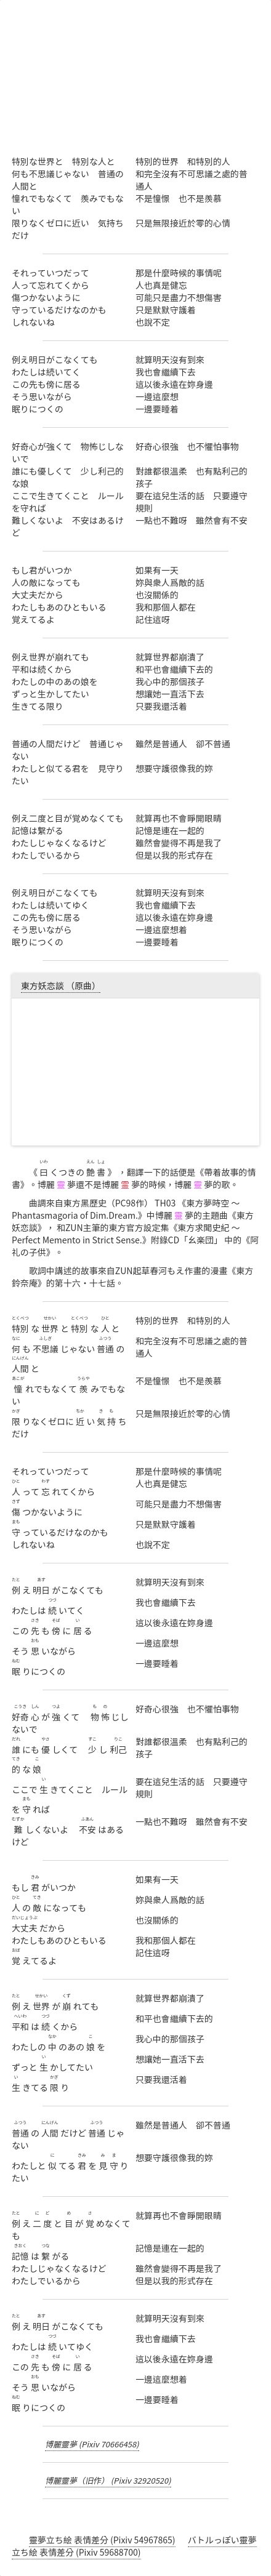 特別な世界と　特別な人と
特別的世界　和特別的人
何も不思議じゃない　普通の
人間と
和完全沒有不可思議之處的普
通人
憧れでもなくて　羨みでもな
い
不是憧憬　也不是羨慕
限りなくゼロに近い　気持ち
だけ
只是無限接近於零的心情
それっていつだって
那是什麼時候的事情呢
人って忘れてくから
人也真是健忘
傷つかないように
可能只是盡力不想傷害
守っているだけなのかも
只是默默守護着
しれないね
也說不定
例え明日がこなくても
就算明天沒有到來
わたしは続いてく
我也會繼續下去
この先も傍に居る
這以後永遠在妳身邊
そう思いながら
一邊這麼想
眠りにつくの
一邊要睡着
好奇心が強くて　物怖じしな
いで
好奇心很強　也不懼怕事物
誰にも優しくて　少し利己的
な娘
對誰都很溫柔　也有點利己的
孩子
ここで生きてくこと　ルール
を守れば
要在這兒生活的話　只要遵守
規則
難しくないよ　不安はあるけ
ど
一點也不難呀　雖然會有不安
もし君がいつか
如果有一天
人の敵になっても
妳與衆人爲敵的話
大丈夫だから
也沒關係的
わたしもあのひともいる
我和那個人都在
覚えてるよ
記住這呀
例え世界が崩れても
就算世界都崩潰了
平和は続くから
和平也會繼續下去的
わたしの中のあの娘を
我心中的那個孩子
ずっと生かしてたい
想讓她一直活下去
生きてる限り
只要我還活着
普通の人間だけど　普通じゃ
ない
雖然是普通人　卻不普通
わたしと似てる君を　見守り
たい
想要守護很像我的妳
例え二度と目が覚めなくても
就算再也不會睜開眼睛
記憶は繋がる
記憶是連在一起的
わたしじゃなくなるけど
雖然會變得不再是我了
わたしでいるから
但是以我的形式存在
例え明日がこなくても
就算明天沒有到來
わたしは続いてゆく
我也會繼續下去
この先も傍に居る
這以後永遠在妳身邊
そう思いながら
一邊這麼想着
眠りにつくの
一邊要睡着
東方妖恋談 （原曲）
《日くつきの艶書》，翻譯一下的話便是《帶着故事的情
書》。博麗靈夢還不是博麗霊夢的時候，博麗靈夢的歌。
曲調來自東方黑歷史（PC98作） TH03 《東方夢時空 ～
Phantasmagoria of Dim.Dream.》中博麗靈夢的主題曲《東方
妖恋談》， 和ZUN主筆的東方官方設定集《東方求聞史紀 ～
Perfect Memento in Strict Sense.》附錄CD「幺楽団」 中的《阿
礼の子供》。
歌詞中講述的故事來自ZUN起草春河もえ作畫的漫畫《東方
鈴奈庵》的第十六・十七話。
特別な世界と特別な人と
特別的世界　和特別的人
何も不思議じゃない普通の
人間と
和完全沒有不可思議之處的普
通人
憧れでもなくて羨みでもな
い
不是憧憬　也不是羨慕
限りなくゼロに近い気持ち
だけ
只是無限接近於零的心情
それっていつだって
那是什麼時候的事情呢
人って忘れてくから
人也真是健忘
傷つかないように
可能只是盡力不想傷害
守っているだけなのかも
只是默默守護着
しれないね
也說不定
例え明日がこなくても
就算明天沒有到來
わたしは続いてく
我也會繼續下去
この先も傍に居る
這以後永遠在妳身邊
そう思いながら
一邊這麼想
眠りにつくの
一邊要睡着
好奇心が強くて　物怖じし
ないで
好奇心很強　也不懼怕事物
誰にも優しくて　少し利己
的な娘
對誰都很溫柔　也有點利己的
孩子
ここで生きてくこと　ルール
を守れば
要在這兒生活的話　只要遵守
規則
難しくないよ　不安はある
けど
一點也不難呀　雖然會有不安
もし君がいつか
如果有一天
人の敵になっても
妳與衆人爲敵的話
大丈夫だから
也沒關係的
わたしもあのひともいる
我和那個人都在
覚えてるよ
記住這呀
例え世界が崩れても
就算世界都崩潰了
平和は続くから
和平也會繼續下去的
わたしの中のあの娘を
我心中的那個孩子
ずっと生かしてたい
想讓她一直活下去
生きてる限り
只要我還活着
普通の人間だけど普通じゃ
ない
雖然是普通人　卻不普通
わたしと似てる君を見守り
たい
想要守護很像我的妳
例え二度と目が覚めなくて
も
就算再也不會睜開眼睛
記憶は繋がる
記憶是連在一起的
わたしじゃなくなるけど
雖然會變得不再是我了
わたしでいるから
但是以我的形式存在
例え明日がこなくても
就算明天沒有到來
わたしは続いてゆく
我也會繼續下去
この先も傍に居る
這以後永遠在妳身邊
そう思いながら
一邊這麼想着
眠りにつくの
一邊要睡着
博麗靈夢 (Pixiv 70666458)
博麗靈夢（旧作） (Pixiv 32920520)
靈夢立ち絵 表情差分 (Pixiv 54967865)　バトルっぽい靈夢
立ち絵 表情差分 (Pixiv 59688700)